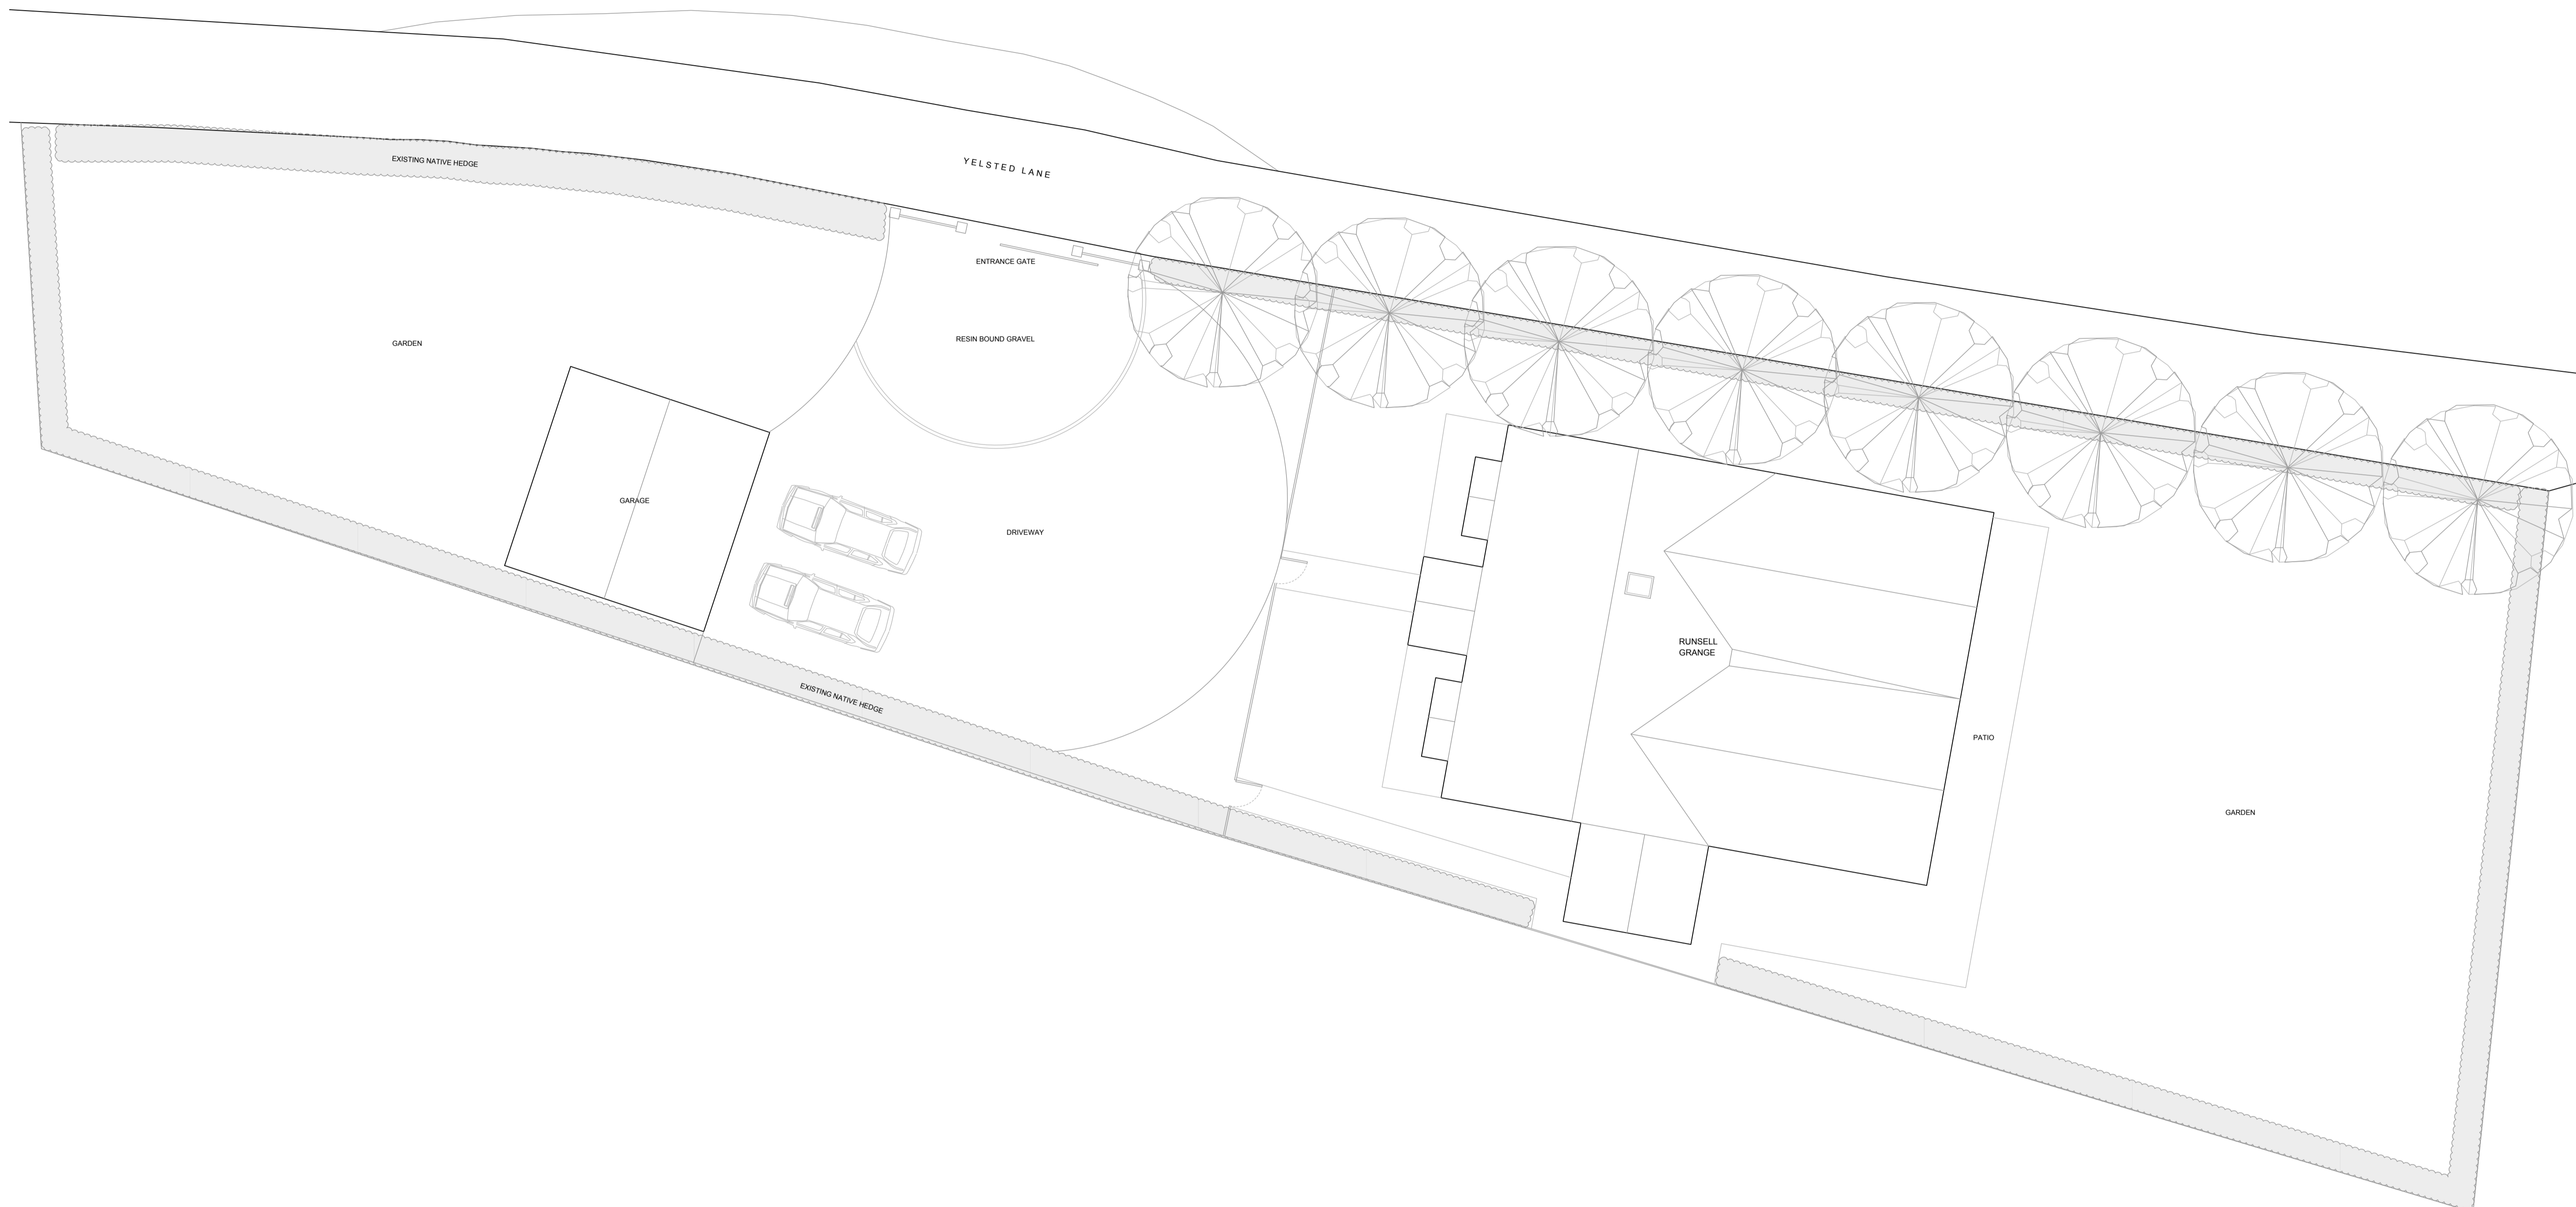 EXISTING NATIVE HEDGE
YELSTED LANE
ENTRANCE GATE
RESIN BOUND GRAVEL
GARDEN
GARAGE
DRIVEWAY
RUNSELL
GRANGE
EXISTING NATIVE HEDGE
PATIO
GARDEN